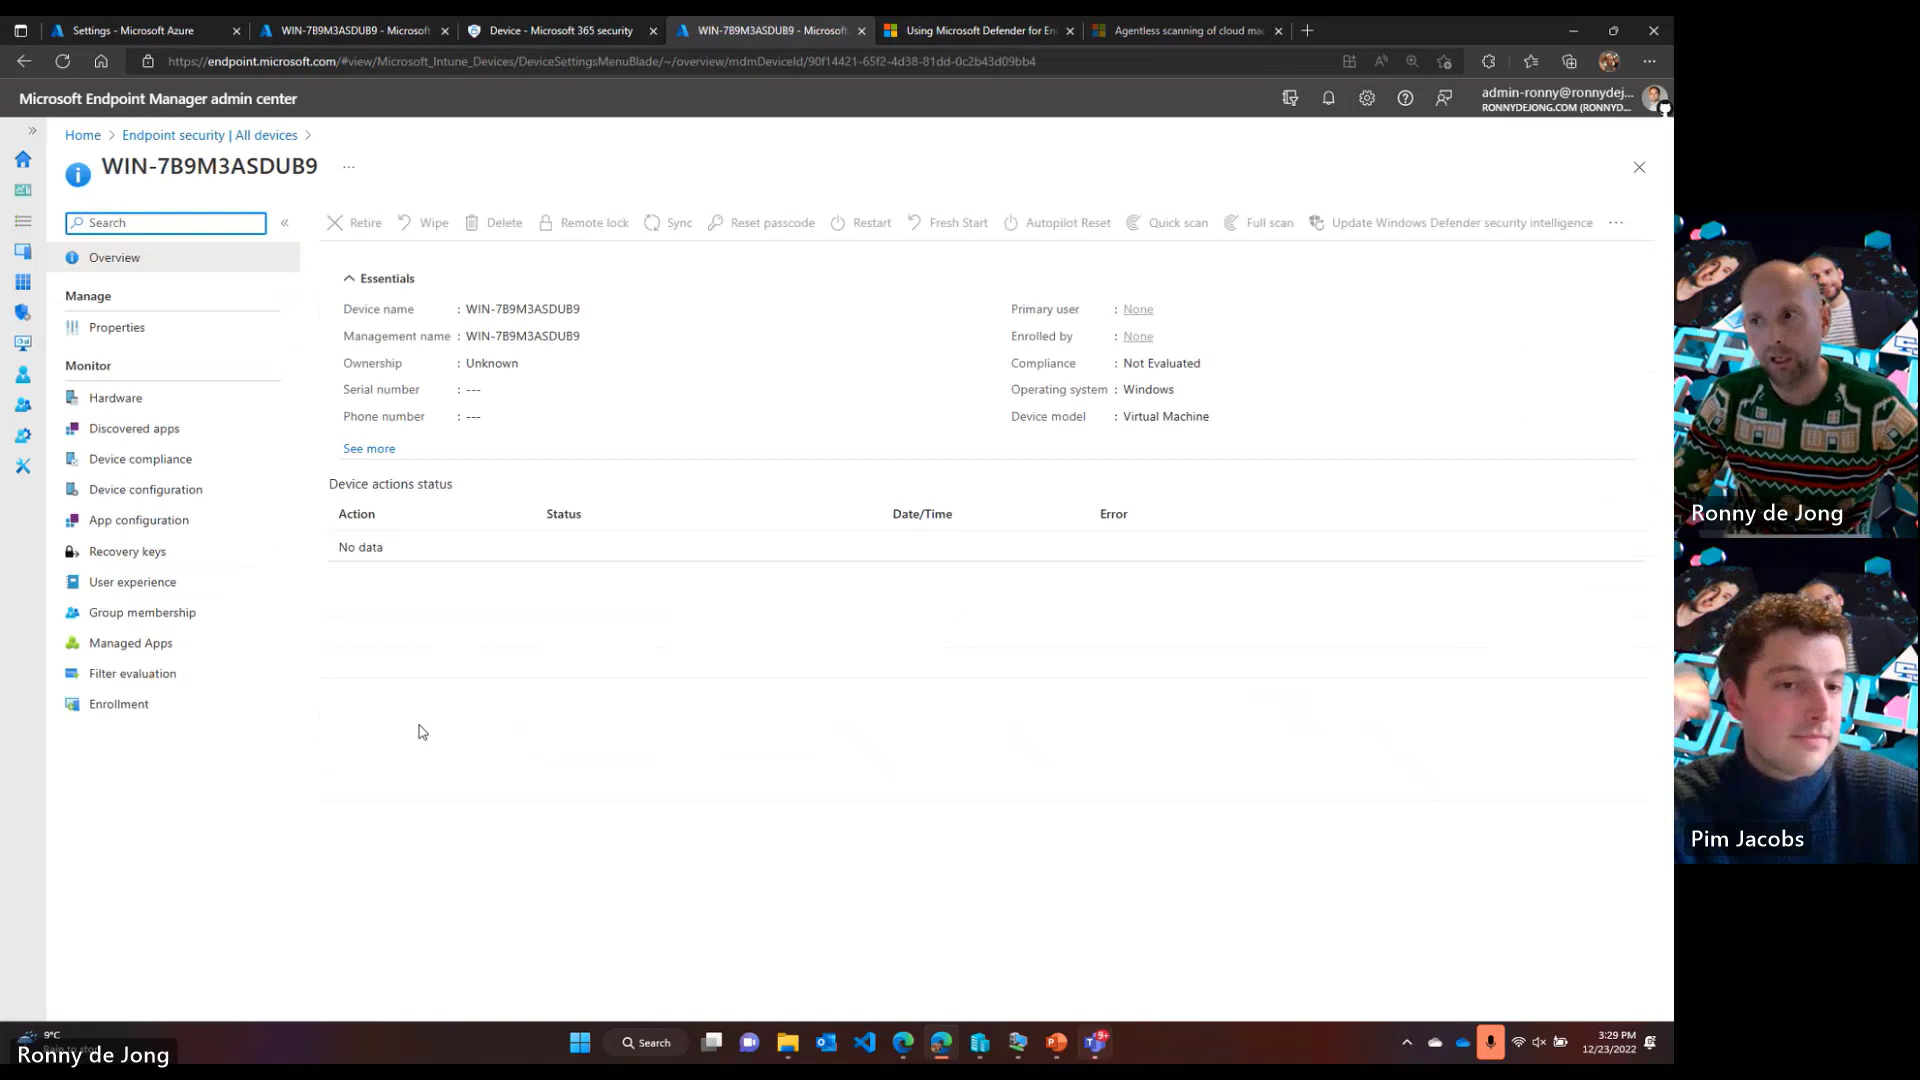 Settings - Microsoft Azure
WIN-7B9M3ASDUB9 - Microsoft
Device - Microsoft 365 security
WIN-7B9M3ASDUB9 - Microsoft
Using Microsoft Defender for En
Agentless scanning of cloud mac
https://endpoint.microsoft.com/#view/Microsoft_Intune_Devices/DeviceSettingsMenuBlade/~/overview/mdmDeviceId/90f14421-65f2-4d38-81dd-0c2b43d09bb4
Microsoft Endpoint Manager admin center
admin-ronny@ronnydej...
RONNYDEJONG.COM (RONNYD...
Home > Endpoint security | All devices >
WIN-7B9M3ASDUB9 ...
Search
Retire
Wipe
Delete
Remote lock
Sync
Reset passcode
Restart
Fresh Start
Autopilot Reset
Quick scan
Full scan
Update Windows Defender security intelligence
...
Overview
Manage
Properties
Monitor
Hardware
Discovered apps
Device compliance
Device configuration
App configuration
Recovery keys
User experience
Group membership
Managed Apps
Filter evaluation
Enrollment
Essentials
Device name : WIN-7B9M3ASDUB9
Management name : WIN-7B9M3ASDUB9
Ownership : Unknown
Serial number : ---
Phone number : ---
See more
Primary user : None
Enrolled by : None
Compliance : Not Evaluated
Operating system : Windows
Device model : Virtual Machine
Device actions status
Action Status Date/Time Error
No data
Ronny de Jong
Pim Jacobs
9°C
Ronny de Jong
Search
9+
3:29 PM
12/23/2022